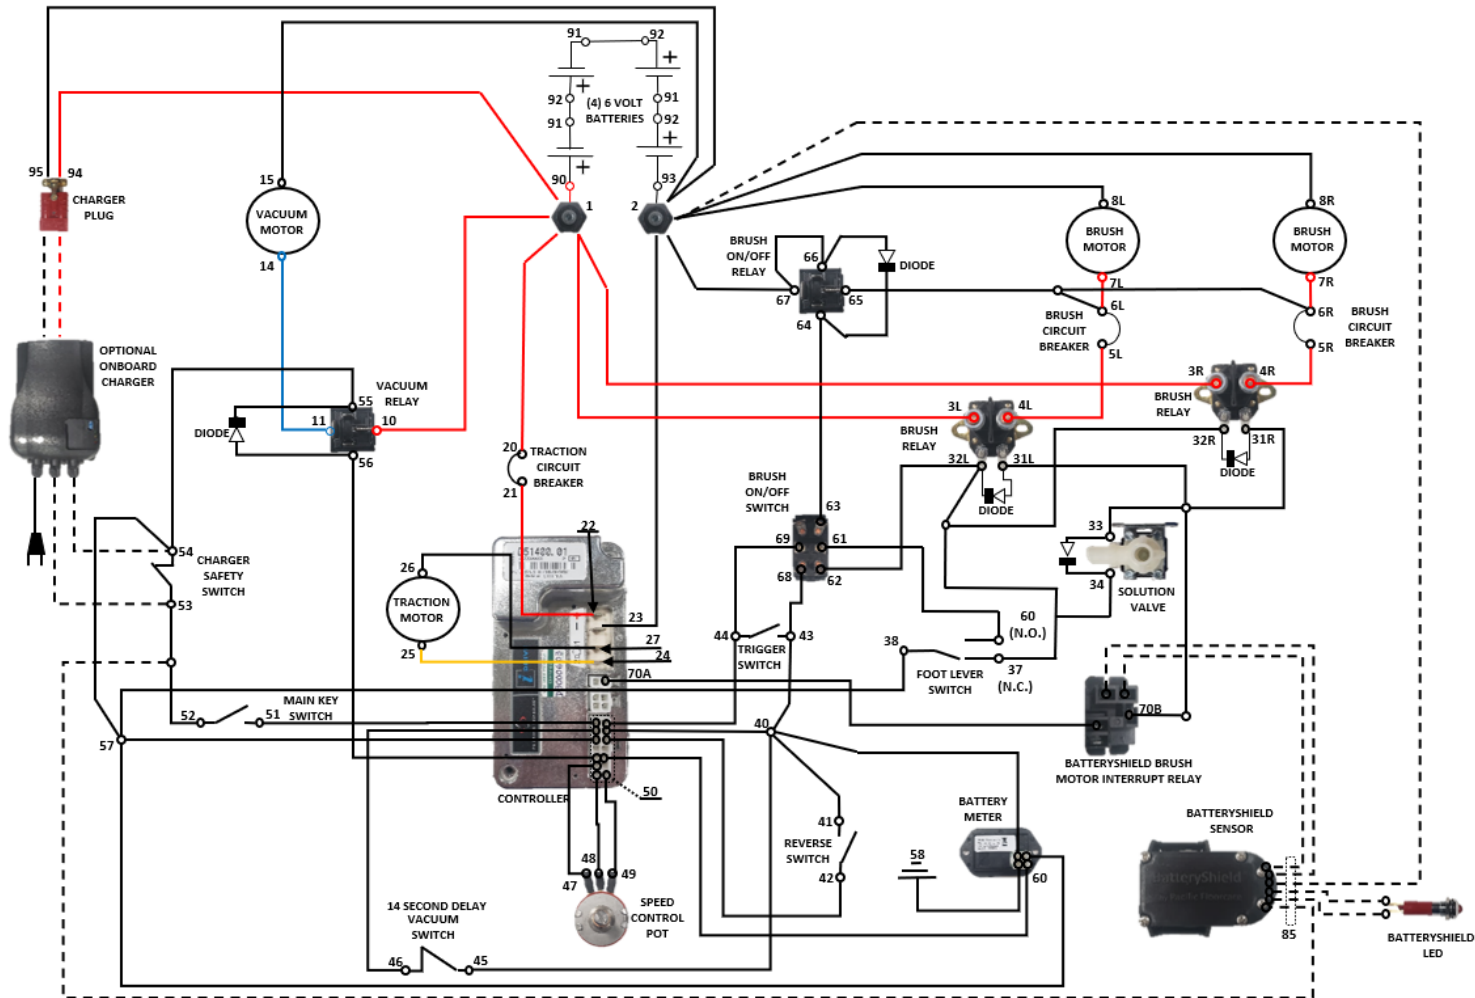 91
92
+
+
92
91
(4) 6 VOLT
BATTERIES
91
92
+
+
90
93
1
2
95
94
CHARGER
PLUG
15
VACUUM
MOTOR
14
8L
8R
BRUSH
MOTOR
BRUSH
MOTOR
7L
7R
BRUSH
ON/OFF
RELAY
66
DIODE
67
65
64
6L
BRUSH
CIRCUIT
BREAKER
5L
6R
BRUSH
CIRCUIT
BREAKER
5R
OPTIONAL
ONBOARD
CHARGER
VACUUM
RELAY
55
11
10
DIODE
56
3R
4R
BRUSH
RELAY
32R
31R
DIODE
3L
4L
BRUSH
RELAY
32L
31L
DIODE
20
TRACTION
CIRCUIT
BREAKER
21
BRUSH
ON/OFF
SWITCH
63
69
61
68
62
33
34
SOLUTION
VALVE
54
CHARGER
SAFETY
SWITCH
53
22
D51400.01
26
TRACTION
MOTOR
25
23
27
24
70A
44
43
TRIGGER
SWITCH
38
60
(N.O.)
FOOT LEVER
SWITCH
37
(N.C.)
52
MAIN KEY
SWITCH
51
57
40
70B
BATTERYSHIELD BRUSH
MOTOR INTERRUPT RELAY
CONTROLLER
50
41
REVERSE
SWITCH
42
BATTERY
METER
58
60
BATTERYSHIELD
SENSOR
BatteryShield
85
BATTERYSHIELD
LED
47
48
49
SPEED
CONTROL
POT
14 SECOND DELAY
VACUUM
SWITCH
46
45